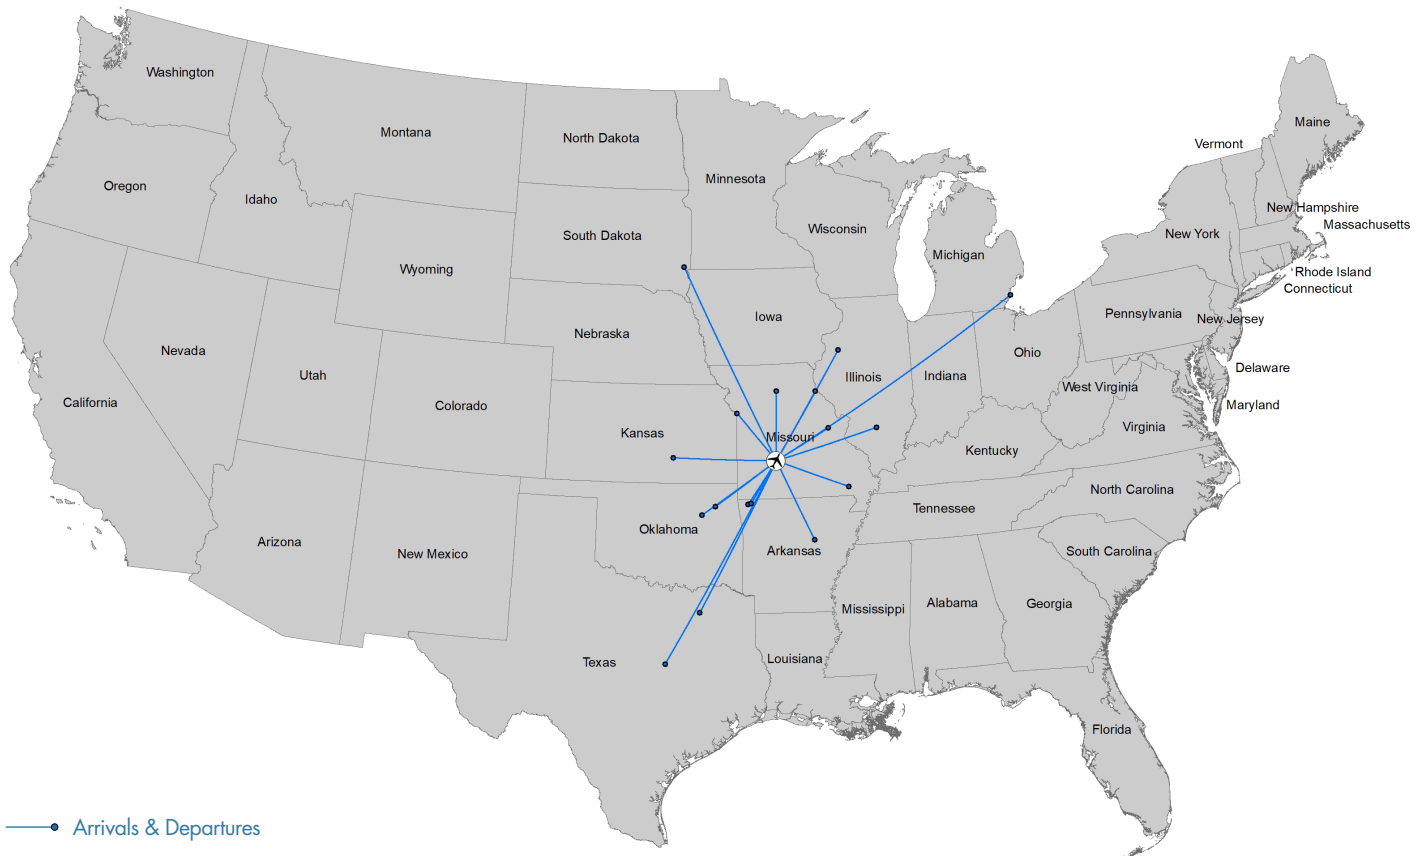 Washington
Montana
North Dakota
Minnesota
Maine
Vermont
Oregon
Idaho
South Dakota
Wisconsin
Michigan
New York
New Hampshire
Massachusetts
Wyoming
Rhode Island
Connecticut
Nebraska
Iowa
Pennsylvania
New Jersey
Nevada
Utah
Colorado
Illinois
Indiana
Ohio
Delaware
West Virginia
Maryland
California
Kansas
Missouri
Kentucky
Virginia
North Carolina
Tennessee
Arizona
New Mexico
Oklahoma
Arkansas
South Carolina
Mississippi
Alabama
Georgia
Texas
Louisiana
Florida
Arrivals & Departures